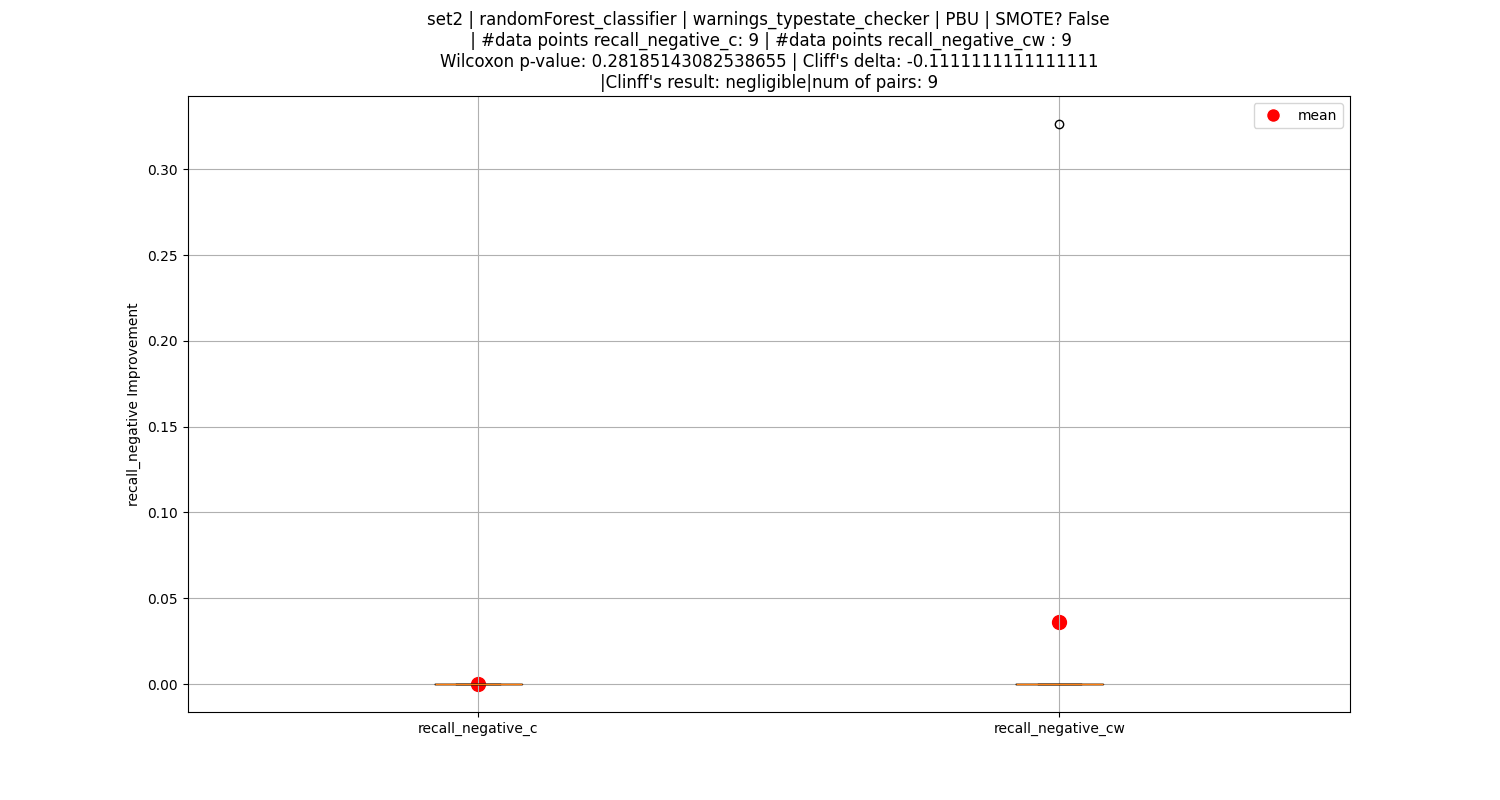 set2 | randomForest_classifier | warnings_typestate_checker | PBU | SMOTE? False
| #data points recall_negative_c: 9 | #data points recall_negative_cw : 9
Wilcoxon p-value: 0.28185143082538655 | Cliff's delta: -0.1111111111111111
|Clinff's result: negligible|num of pairs: 9
mean
0.30
0.25
0.20
0.15
0.10
0.05
0.00
recall_negative Improvement
recall_negative_c
recall_negative_cw